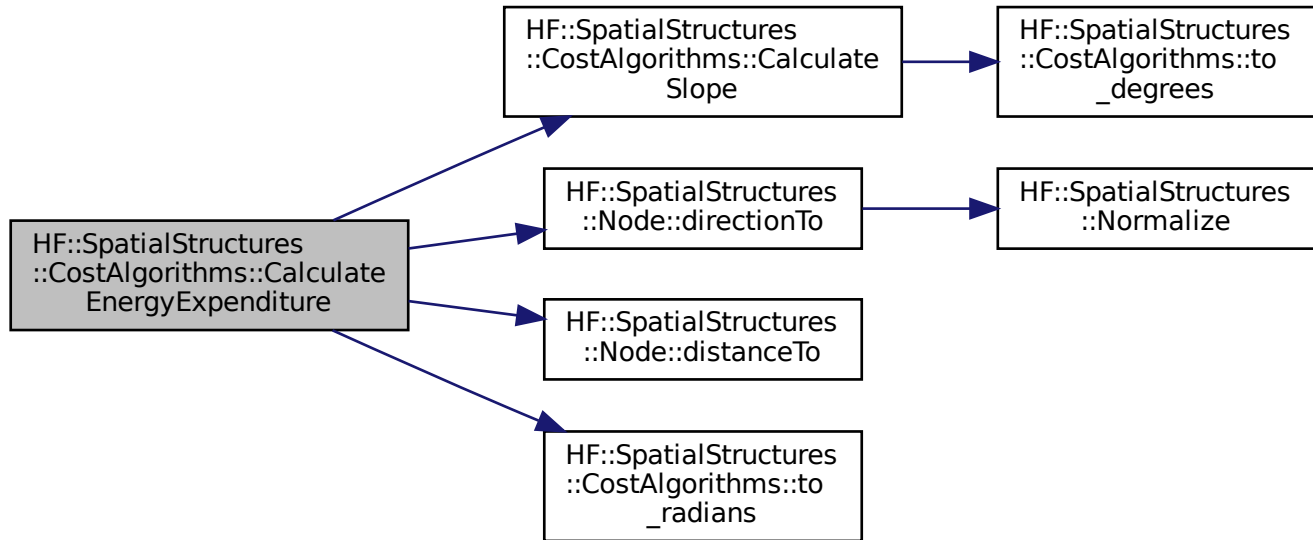 HF::SpatialStructures
::CostAlgorithms::Calculate
EnergyExpenditure
HF::SpatialStructures
::CostAlgorithms::Calculate
Slope
HF::SpatialStructures
::CostAlgorithms::to
_degrees
HF::SpatialStructures
::Node::directionTo
HF::SpatialStructures
::Normalize
HF::SpatialStructures
::Node::distanceTo
HF::SpatialStructures
::CostAlgorithms::to
_radians